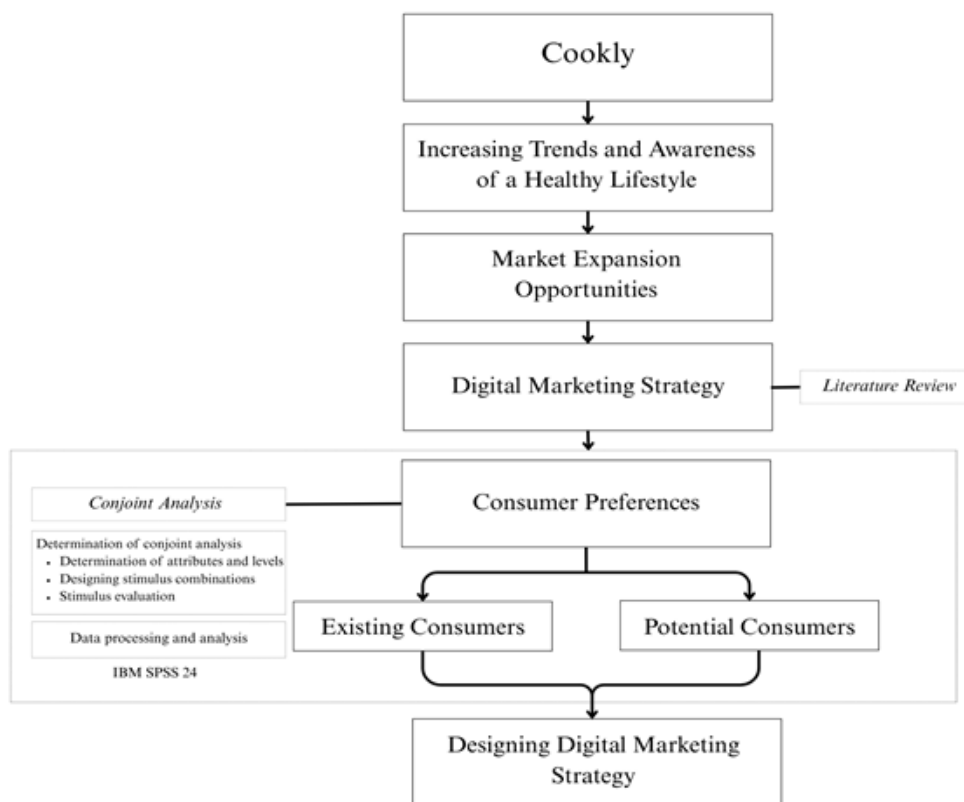 Cookly
Increasing Trends and Awareness
of a Healthy Lifestyle
Market Expansion
Opportunities
Digital Marketing Strategy
Literature Review
Consumer Preferences
Conjoint Analysis
Determination of conjoint analysis
• Determination of attributes and levels
• Designing stimulus combinations
• Stimulus evaluation
Data processing and analysis
IBM SPSS 24
Existing Consumers
Potential Consumers
Designing Digital Marketing
Strategy